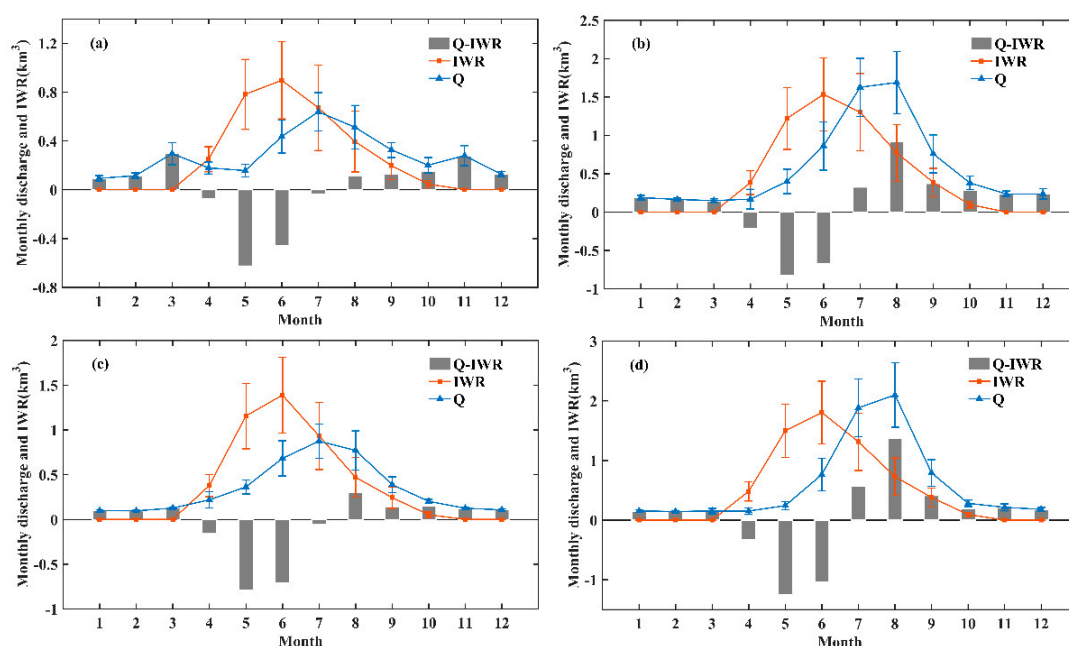 (a)
Q-IWR
IWR
Q
Monthly discharge and IWR(km³)
1.2
0.8
0.4
0
-0.4
-0.8
1 2 3 4 5 6 7 8 9 10 11 12
Month
(b)
Q-IWR
IWR
Q
Monthly discharge and IWR(km³)
2.5
2
1.5
1
0.5
0
-0.5
-1
1 2 3 4 5 6 7 8 9 10 11 12
Month
(c)
Q-IWR
IWR
Q
Monthly discharge and IWR(km³)
2
1.5
1
0.5
0
-0.5
-1
1 2 3 4 5 6 7 8 9 10 11 12
Month
(d)
Q-IWR
IWR
Q
Monthly discharge and IWR(km³)
3
2
1
0
-1
1 2 3 4 5 6 7 8 9 10 11 12
Month